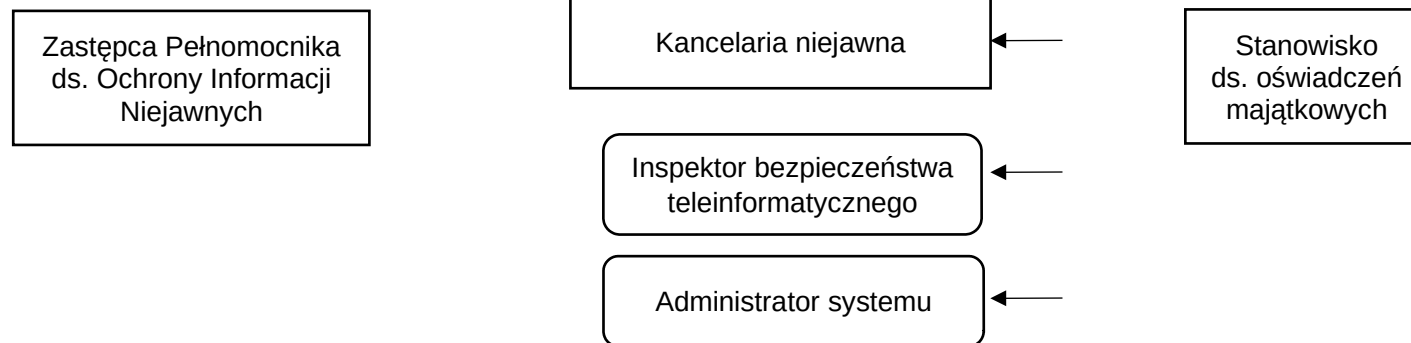 Zastępca Pełnomocnika
ds. Ochrony Informacji
Niejawnych
Kancelaria niejawna
Stanowisko
ds. oświadczeń
majątkowych
Inspektor bezpieczeństwa
teleinformatycznego
Administrator systemu